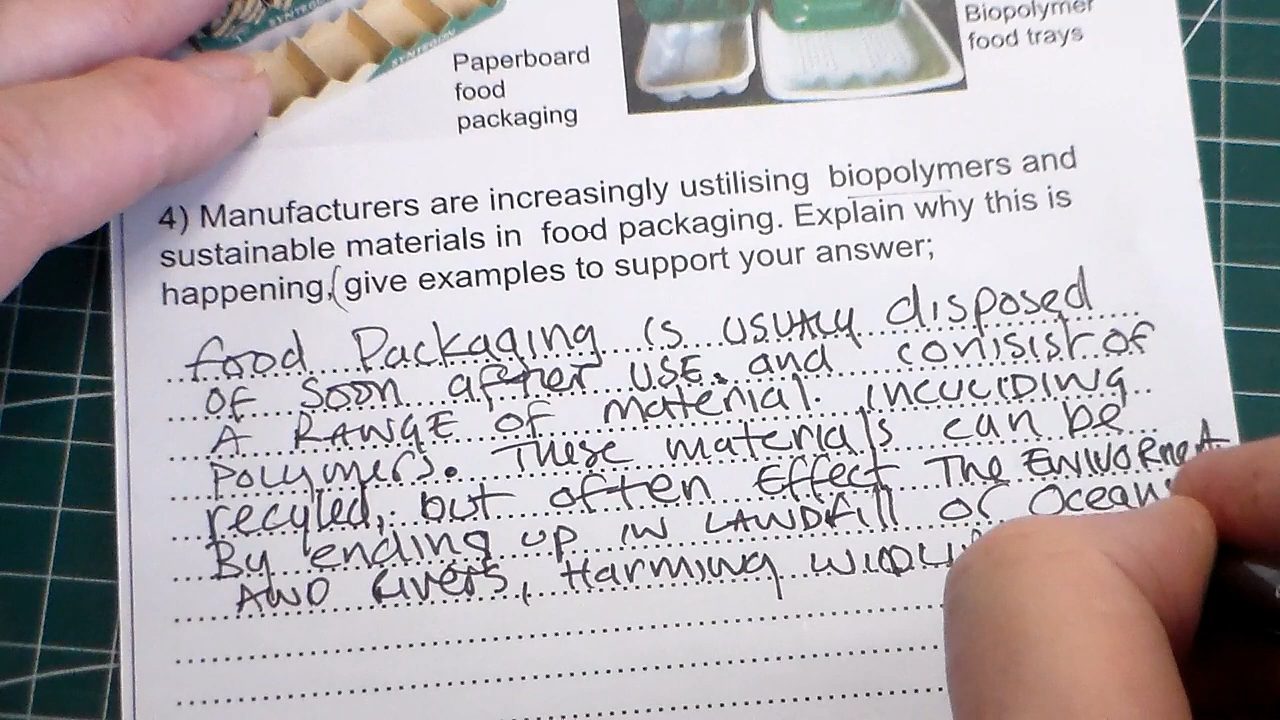 Paperboard
food
packaging
Biopolymer
food trays
4) Manufacturers are increasingly ustilising biopolymers and
sustainable materials in food packaging. Explain why this is
happening, (give examples to support your answer;
food Packaging is usually disposed
OF Soon after USE. and conisist of
A RANGE OF material. INCUCIDING
Polymers. These materials can be
recyled, but often Effect The ENIVORNENT
By ending up IN LANDFill or Ocean
AND rivers, Harming